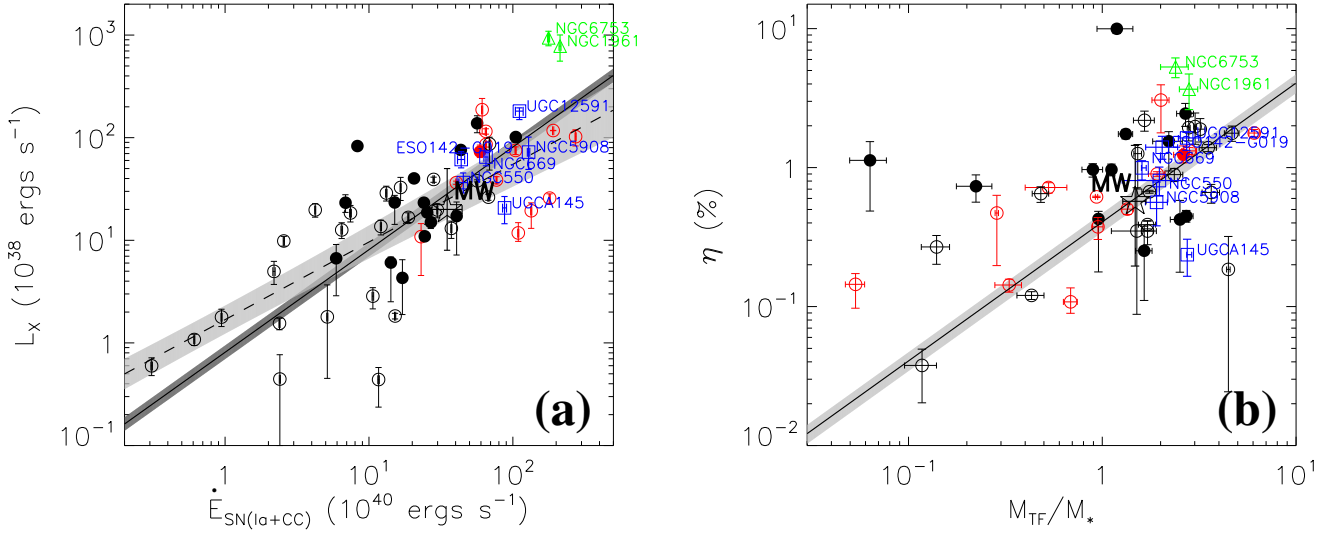 10³
10²
10¹
1
10⁻¹
L_X (10³⁸ ergs s⁻¹)
NGC6753
NGC1961
UGC12591
ESO142-G019
NGC5908
NGC669
NGC550
MW
UGCA145
(a)
1
10¹
10²
Ė_SN(Ia+CC) (10⁴⁰ ergs s⁻¹)
10¹
1
10⁻¹
10⁻²
η (%)
NGC6753
NGC1961
MW
NGC550
NGC5908
UGCA145
(b)
10⁻¹
1
10¹
M_TF/M_*